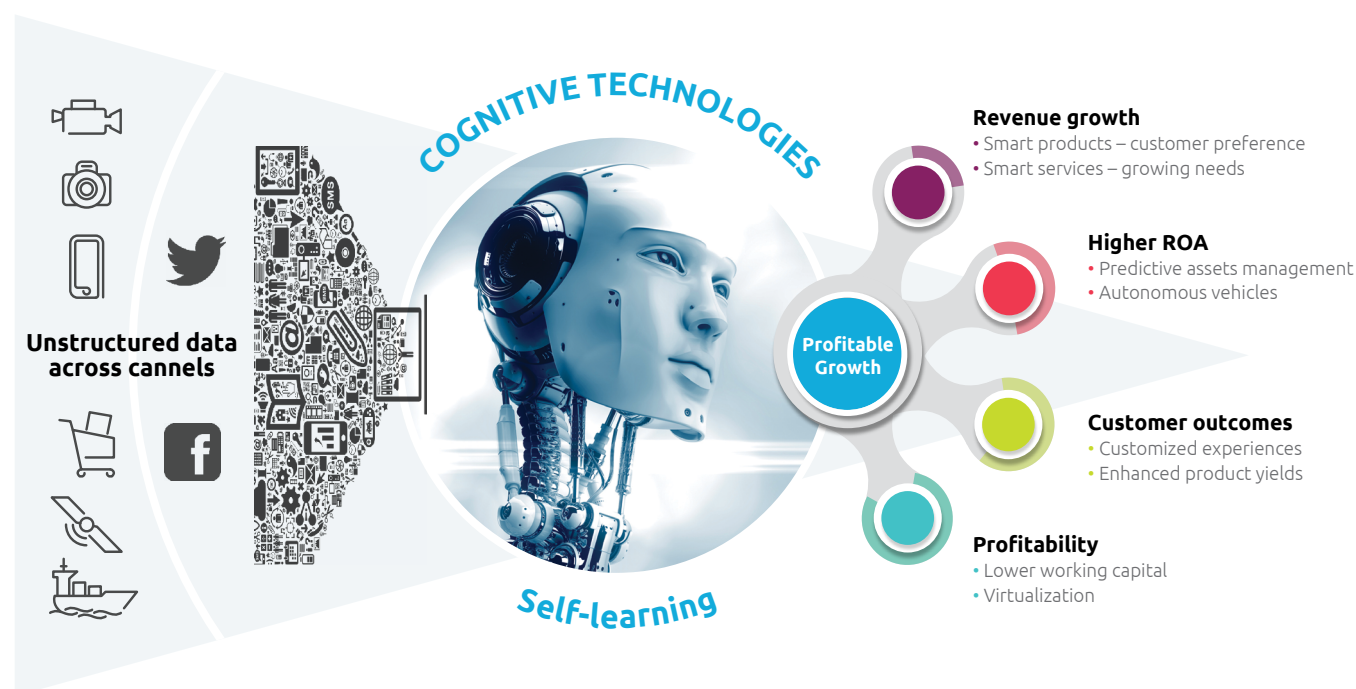 COGNITIVE TECHNOLOGIES
Unstructured data
across cannels
SMS
@
f
Self-learning
Profitable
Growth
Revenue growth
• Smart products – customer preference
• Smart services – growing needs
Higher ROA
• Predictive assets management
• Autonomous vehicles
Customer outcomes
• Customized experiences
• Enhanced product yields
Profitability
• Lower working capital
• Virtualization